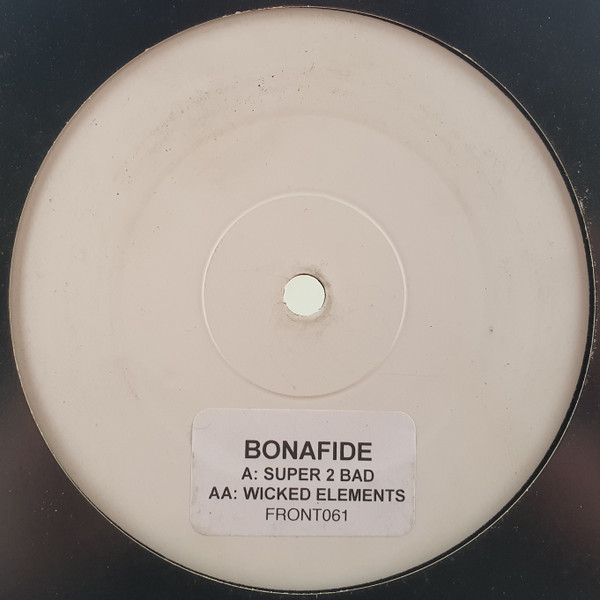 BONAFIDE
A: SUPER 2 BAD
AA: WICKED ELEMENTS
FRONT061